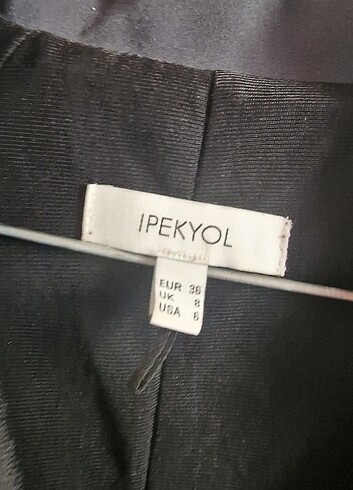 IPEKYOL
EUR 36
UK 8
USA 6